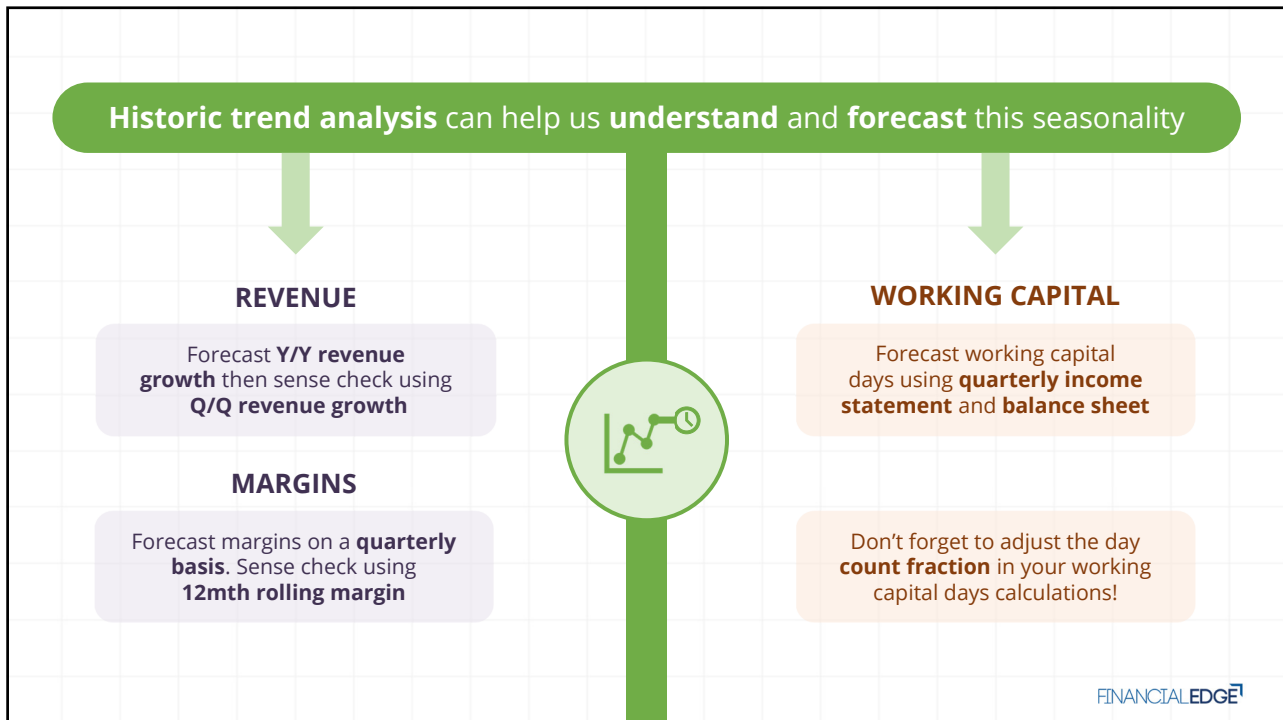 Historic trend analysis can help us understand and forecast this seasonality
REVENUE
Forecast Y/Y revenue
growth then sense check using
Q/Q revenue growth
MARGINS
Forecast margins on a quarterly
basis. Sense check using
12mth rolling margin
WORKING CAPITAL
Forecast working capital
days using quarterly income
statement and balance sheet
Don’t forget to adjust the day
count fraction in your working
capital days calculations!
FINANCIALEDGE